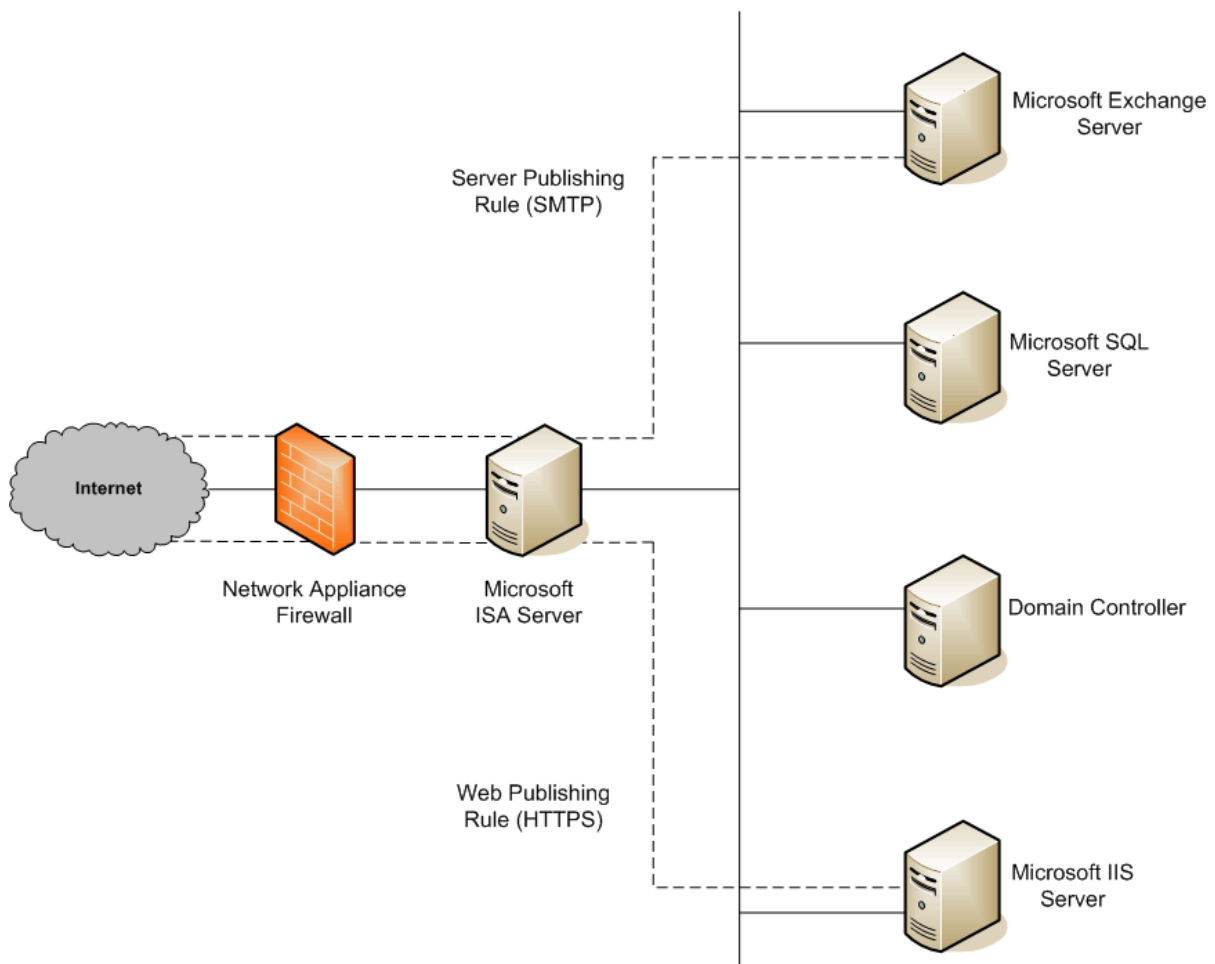 Microsoft Exchange
Server
Server Publishing
Rule (SMTP)
Microsoft SQL
Server
Internet
Network Appliance
Firewall
Microsoft
ISA Server
Domain Controller
Web Publishing
Rule (HTTPS)
Microsoft IIS
Server